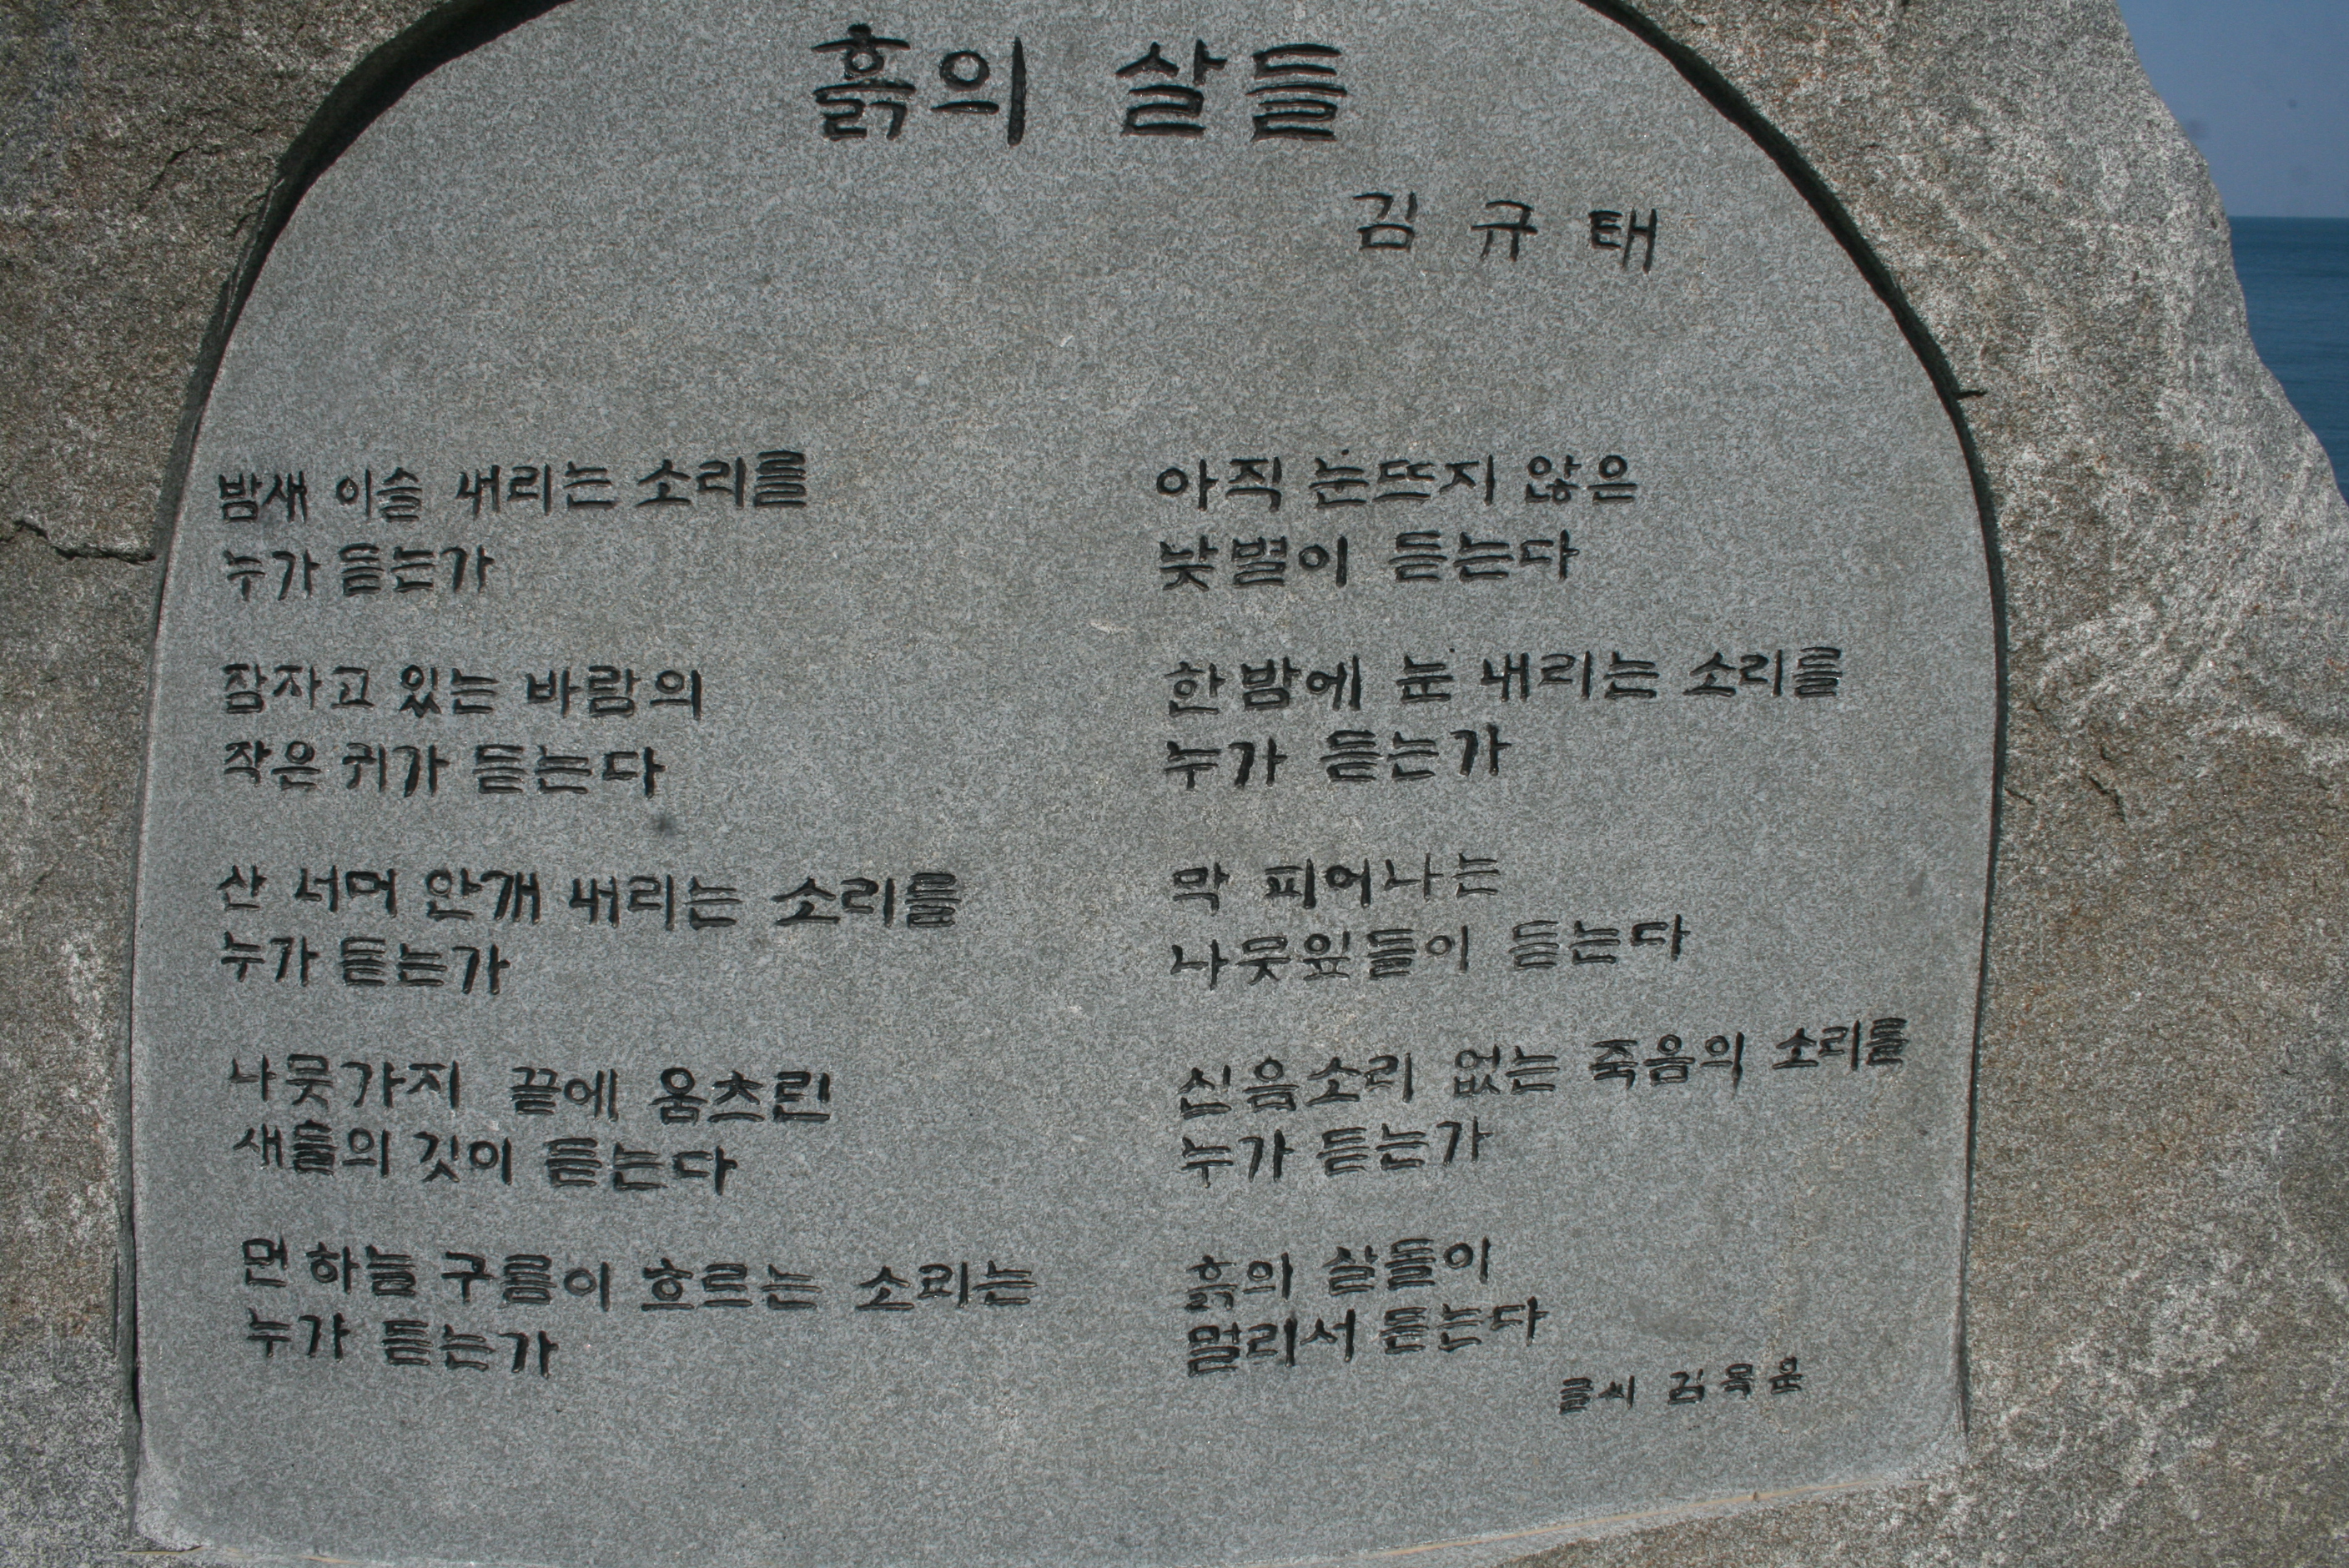 흙의 살들
김 규 태
밤새 이슬 내리는 소리를
누가 듣는가
잠자고 있는 바람의
작은 귀가 듣는다
산 너머 안개 내리는 소리를
누가 듣는가
나뭇가지 끝에 움츠린
새들의 깃이 듣는다
먼 하늘 구름이 흐르는 소리는
누가 듣는가
아직 눈뜨지 않은
낮별이 듣는다
한밤에 눈 내리는 소리를
누가 듣는가
막 피어나는
나뭇잎들이 듣는다
신음소리 없는 죽음의 소리를
누가 듣는가
흙의 살들이
멀리서 듣는다
글씨 김